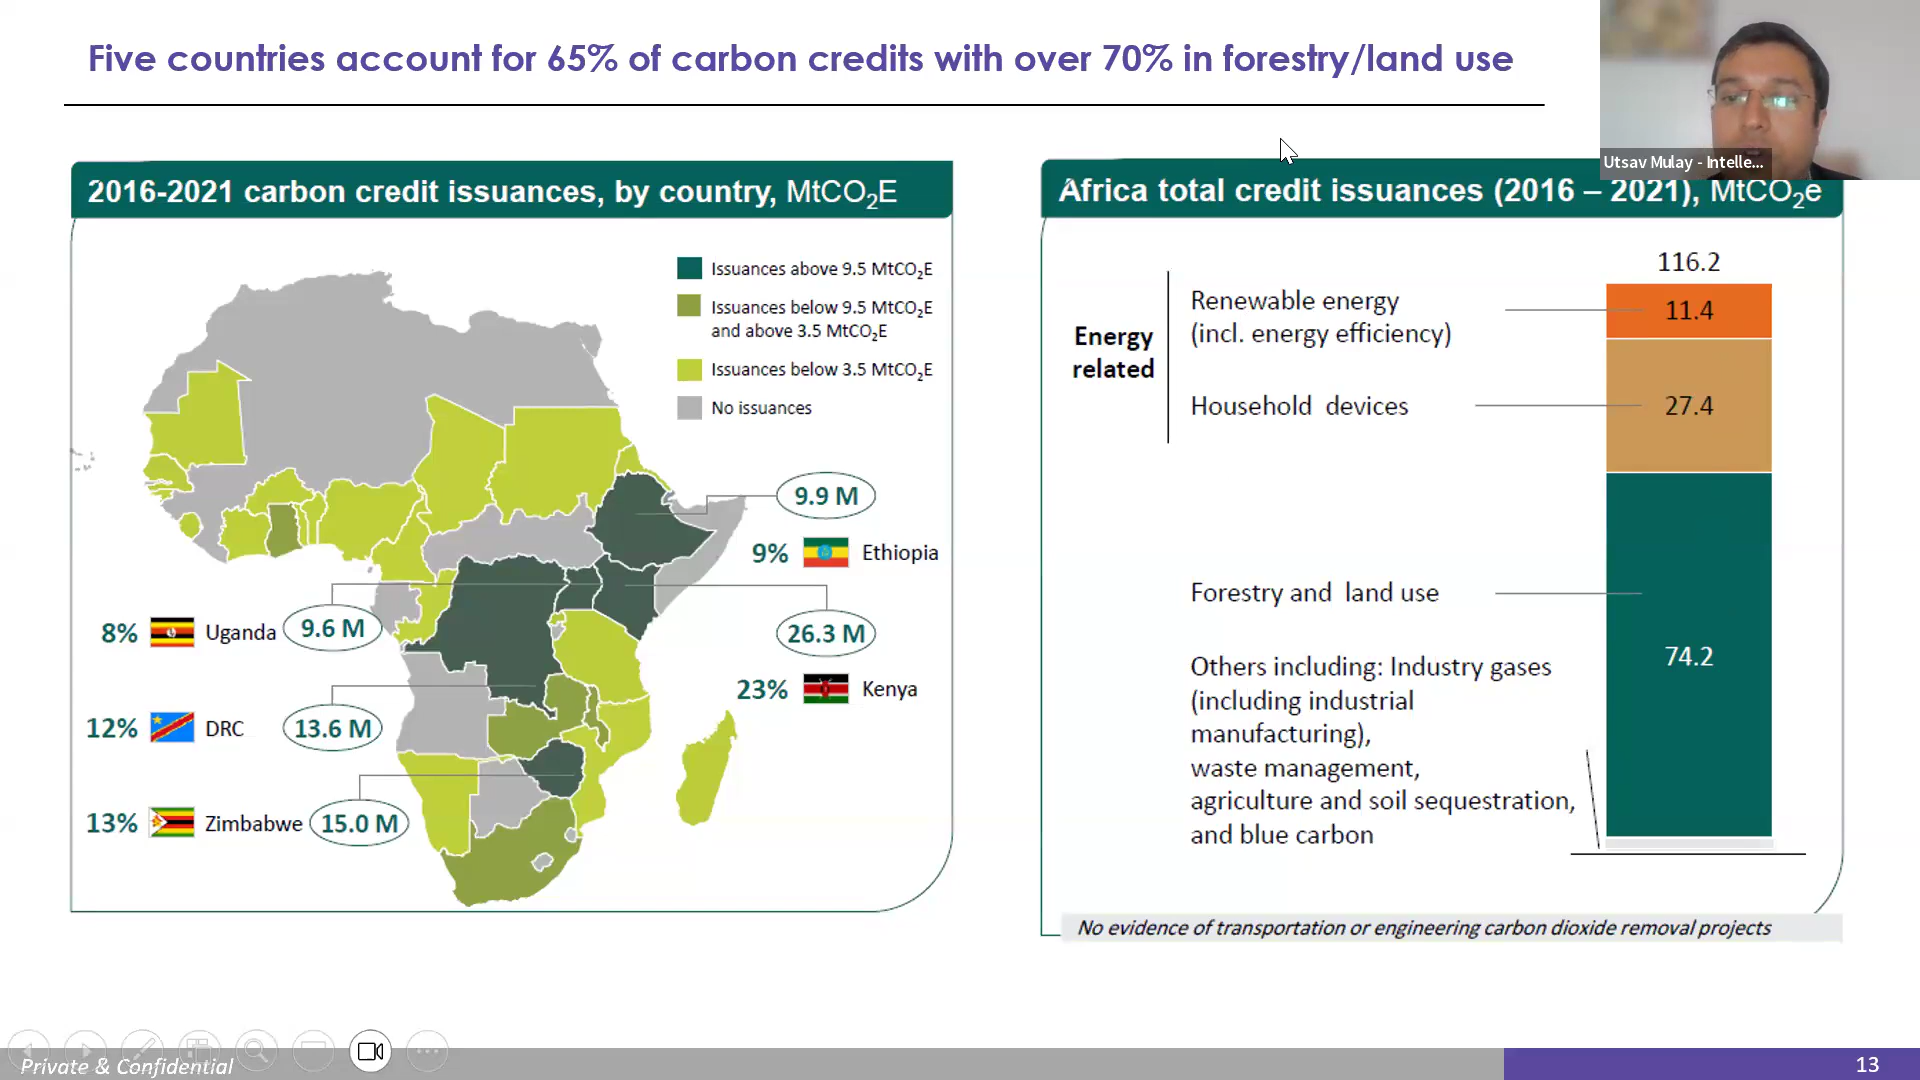 Five countries account for 65% of carbon credits with over 70% in forestry/land use
Utsav Mulay - Intelle...
2016-2021 carbon credit issuances, by country, MtCO₂E
Issuances above 9.5 MtCO₂E
Issuances below 9.5 MtCO₂E
and above 3.5 MtCO₂E
Issuances below 3.5 MtCO₂E
No issuances
9.9 M
9% Ethiopia
8% Uganda 9.6 M
26.3 M
23% Kenya
12% DRC 13.6 M
13% Zimbabwe 15.0 M
Africa total credit issuances (2016 – 2021), MtCO₂e
116.2
Energy
related
Renewable energy
(incl. energy efficiency)
11.4
Household devices
27.4
Forestry and land use
74.2
Others including: Industry gases
(including industrial
manufacturing),
waste management,
agriculture and soil sequestration,
and blue carbon
No evidence of transportation or engineering carbon dioxide removal projects
Private & Confidential
13